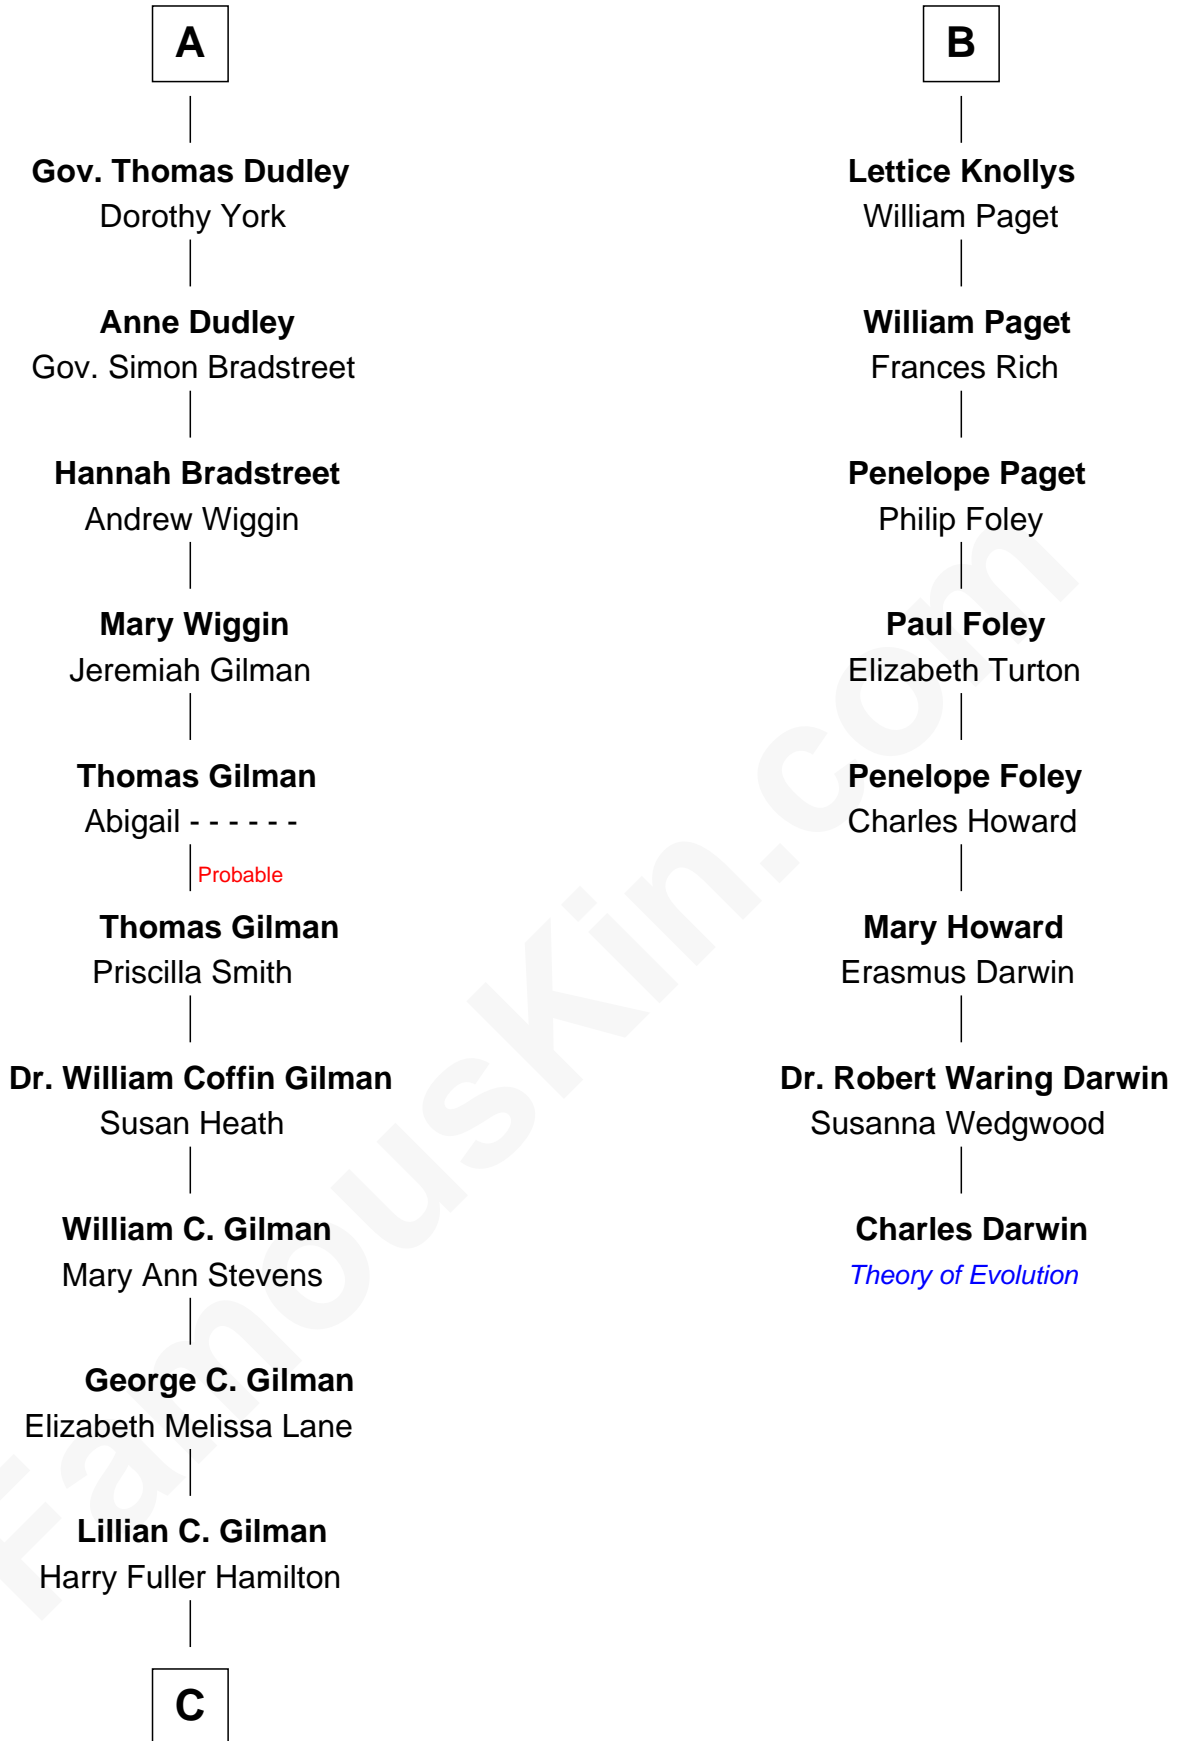 A
Gov. Thomas Dudley
Dorothy York
Anne Dudley
Gov. Simon Bradstreet
Hannah Bradstreet
Andrew Wiggin
Mary Wiggin
Jeremiah Gilman
Thomas Gilman
Abigail - - - - - -
Probable
Thomas Gilman
Priscilla Smith
Dr. William Coffin Gilman
Susan Heath
William C. Gilman
Mary Ann Stevens
George C. Gilman
Elizabeth Melissa Lane
Lillian C. Gilman
Harry Fuller Hamilton
C
B
Lettice Knollys
William Paget
William Paget
Frances Rich
Penelope Paget
Philip Foley
Paul Foley
Elizabeth Turton
Penelope Foley
Charles Howard
Mary Howard
Erasmus Darwin
Dr. Robert Waring Darwin
Susanna Wedgwood
Charles Darwin
Theory of Evolution
FamousKin.com